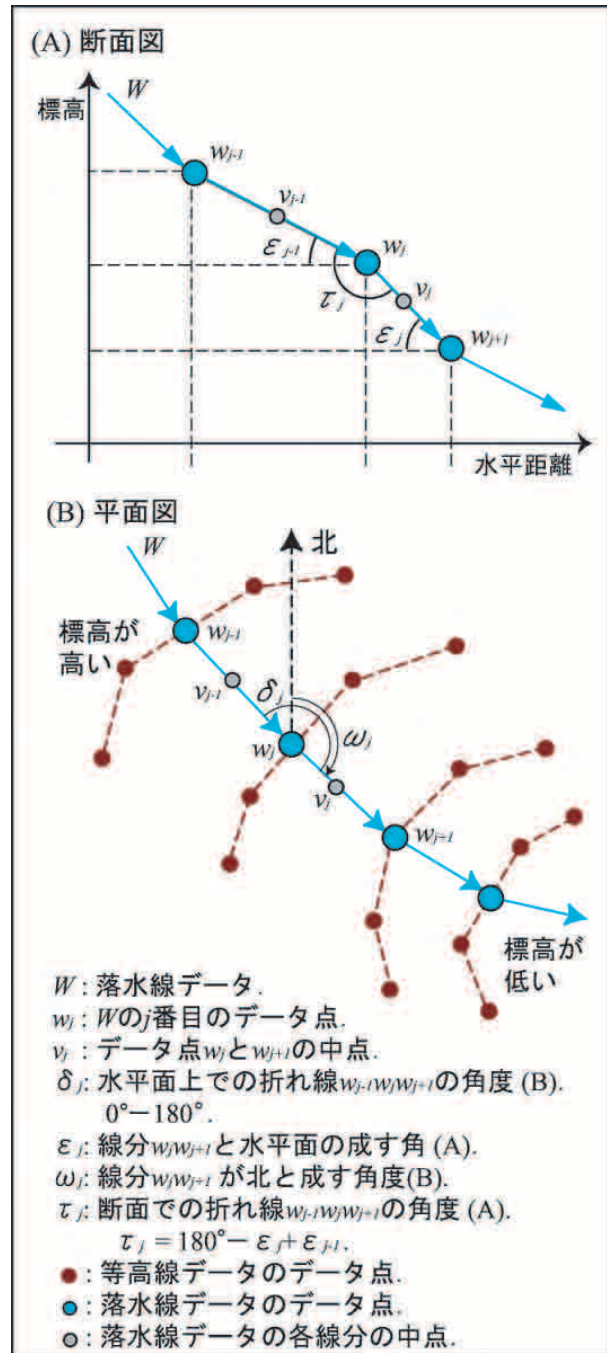 (A) 断面図
標高
W
wj-1
vj-1
εj-1
wj
τj
vj
εj
wj+1
水平距離
(B) 平面図
W
北
標高が
高い
wj-1
vj-1
δj
wj
ωj
vj
wj+1
標高が
低い
W : 落水線データ.
wj : Wのj番目のデータ点.
vj : データ点wjとwj+1の中点.
δj: 水平面上での折れ線wj-1wjwj+1の角度 (B).
0°－180°.
εj: 線分wjwj+1と水平面の成す角 (A).
ωj: 線分wjwj+1 が北と成す角度(B).
τj: 断面での折れ線wj-1wjwj+1の角度 (A).
τj = 180°－ εj+ εj-1.
: 等高線データのデータ点.
: 落水線データのデータ点.
: 落水線データの各線分の中点.